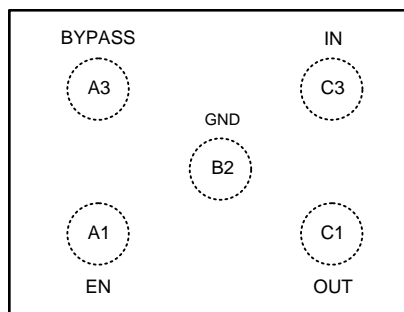 BYPASS IN
A3 C3
GND
B2
A1 C1
EN OUT